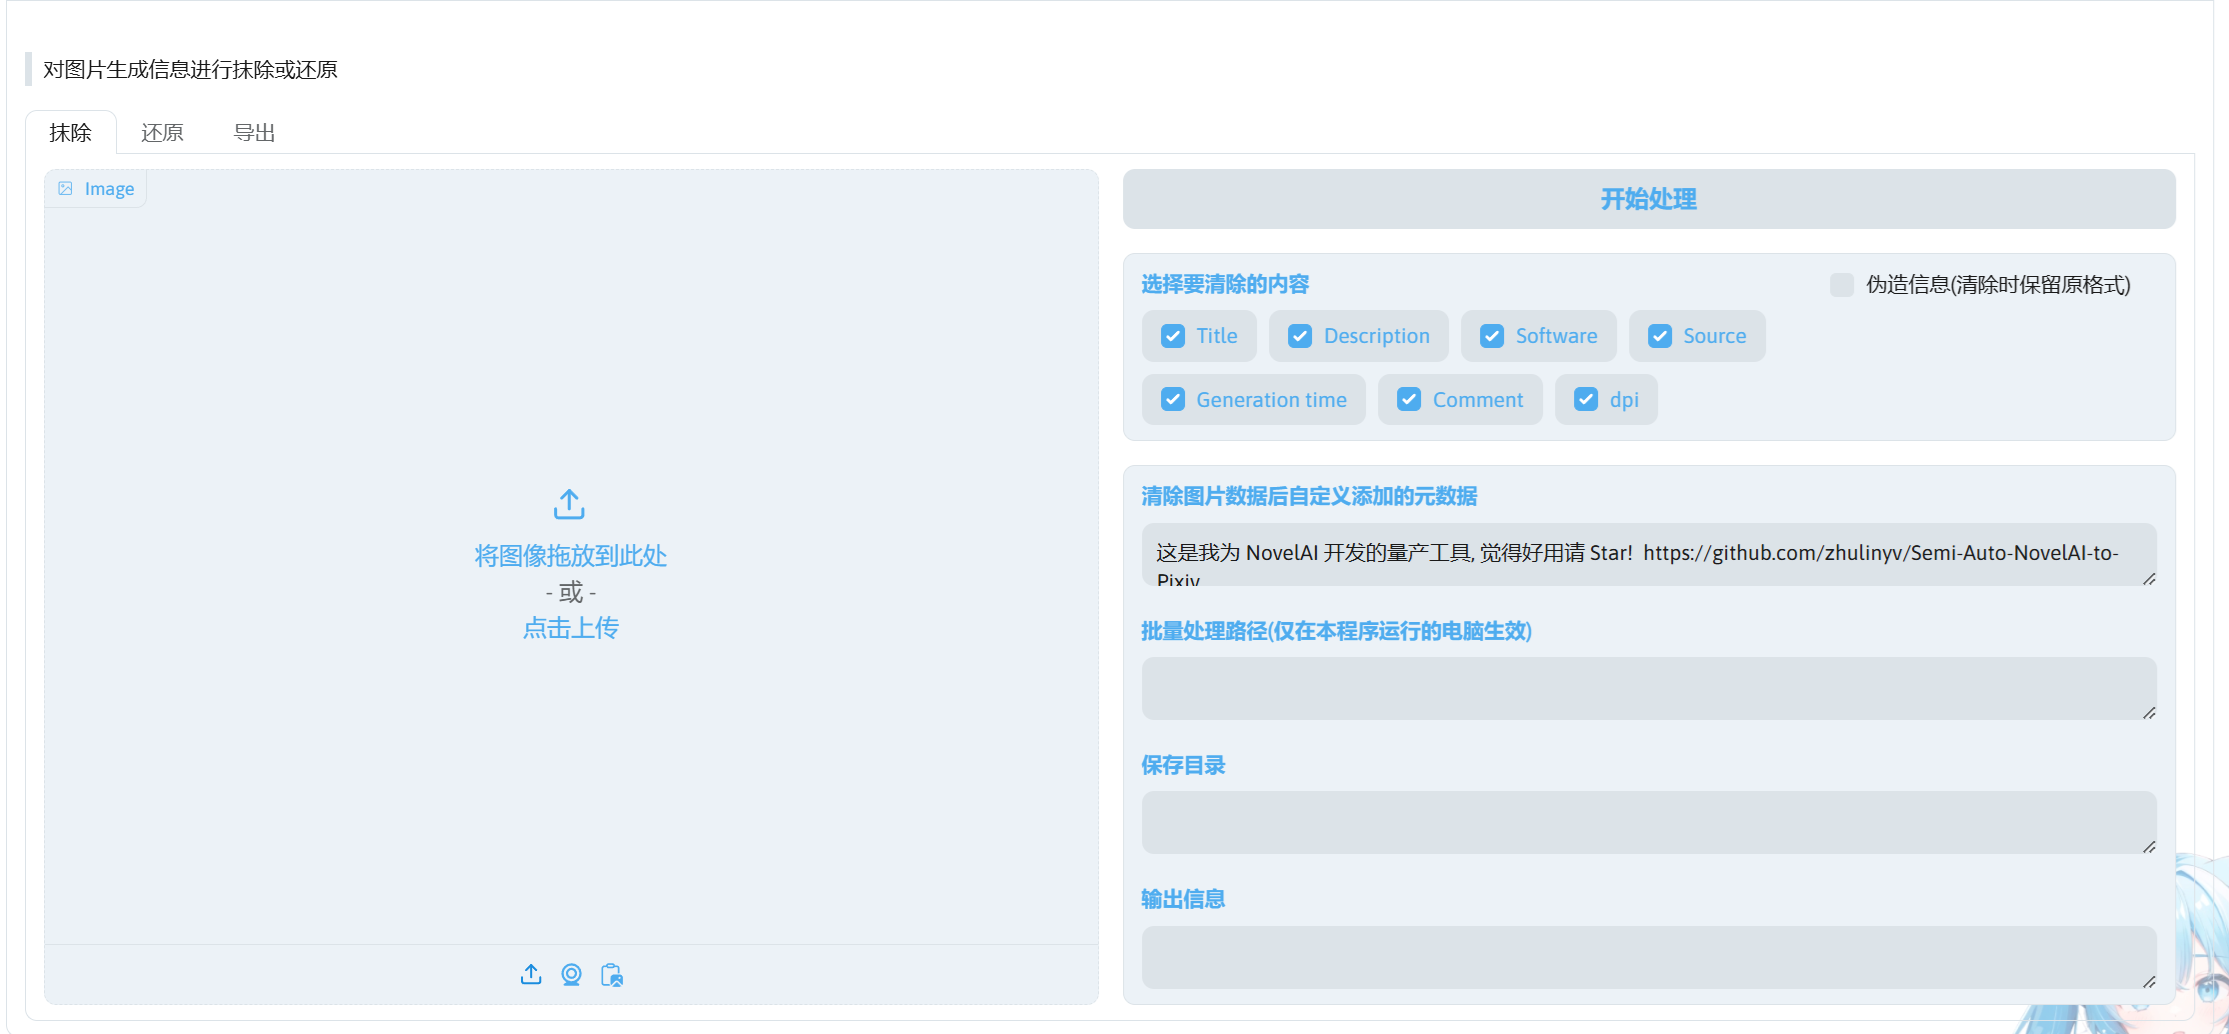 对图片生成信息进行抹除或还原
抹除 还原 导出
Image
将图像拖放到此处
- 或 -
点击上传
开始处理
选择要清除的内容
伪造信息(清除时保留原格式)
Title Description Software Source
Generation time Comment dpi
清除图片数据后自定义添加的元数据
这是我为 NovelAI 开发的量产工具, 觉得好用请 Star! https://github.com/zhulinyv/Semi-Auto-NovelAI-to-
Pixiv
批量处理路径(仅在本程序运行的电脑生效)
保存目录
输出信息